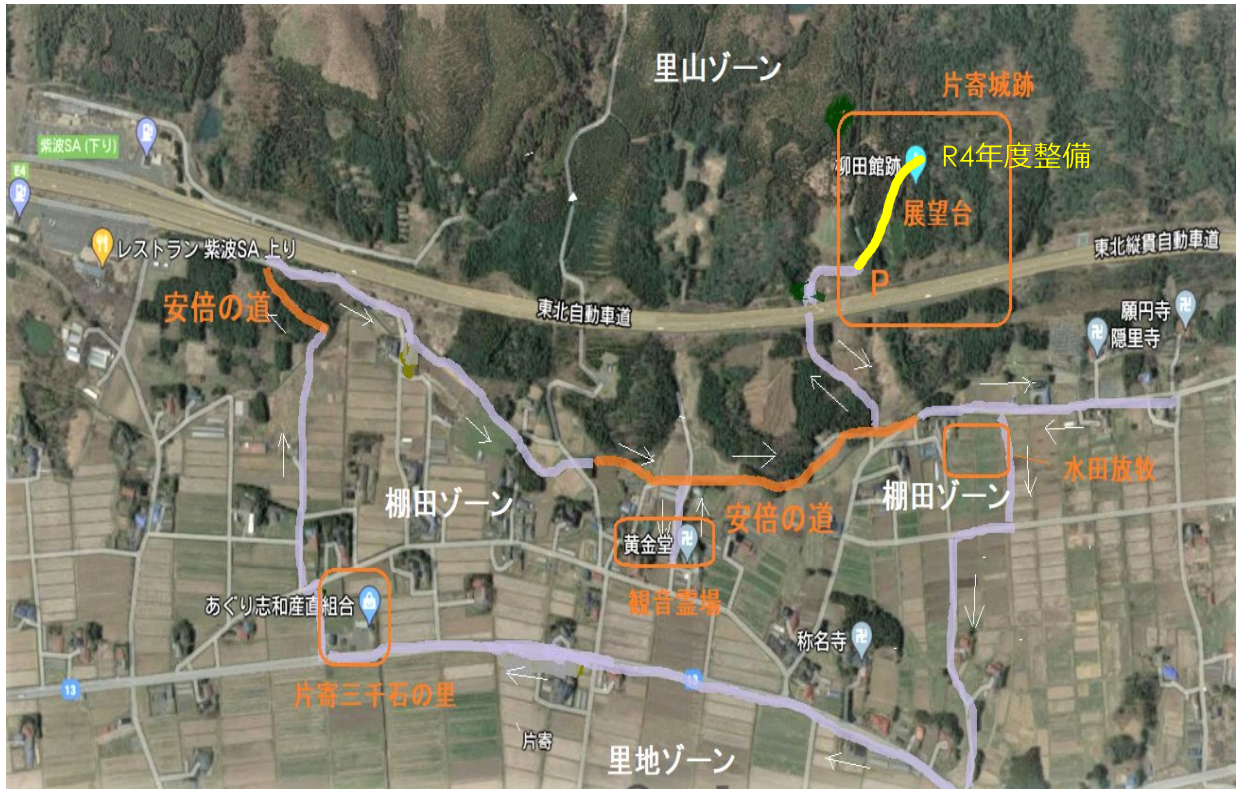 里山ゾーン
片寄城跡
紫波SA (下り)
E4
柳田館跡
R4年度整備
展望台
東北縦貫自動車道
レストラン 紫波SA 上り
P
安倍の道
東北自動車道
願円寺
隠里寺
水田放牧
棚田ゾーン
棚田ゾーン
安倍の道
黄金堂
観音霊場
あぐり志和産直組合
称名寺
13
13
片寄三千石の里
片寄
里地ゾーン